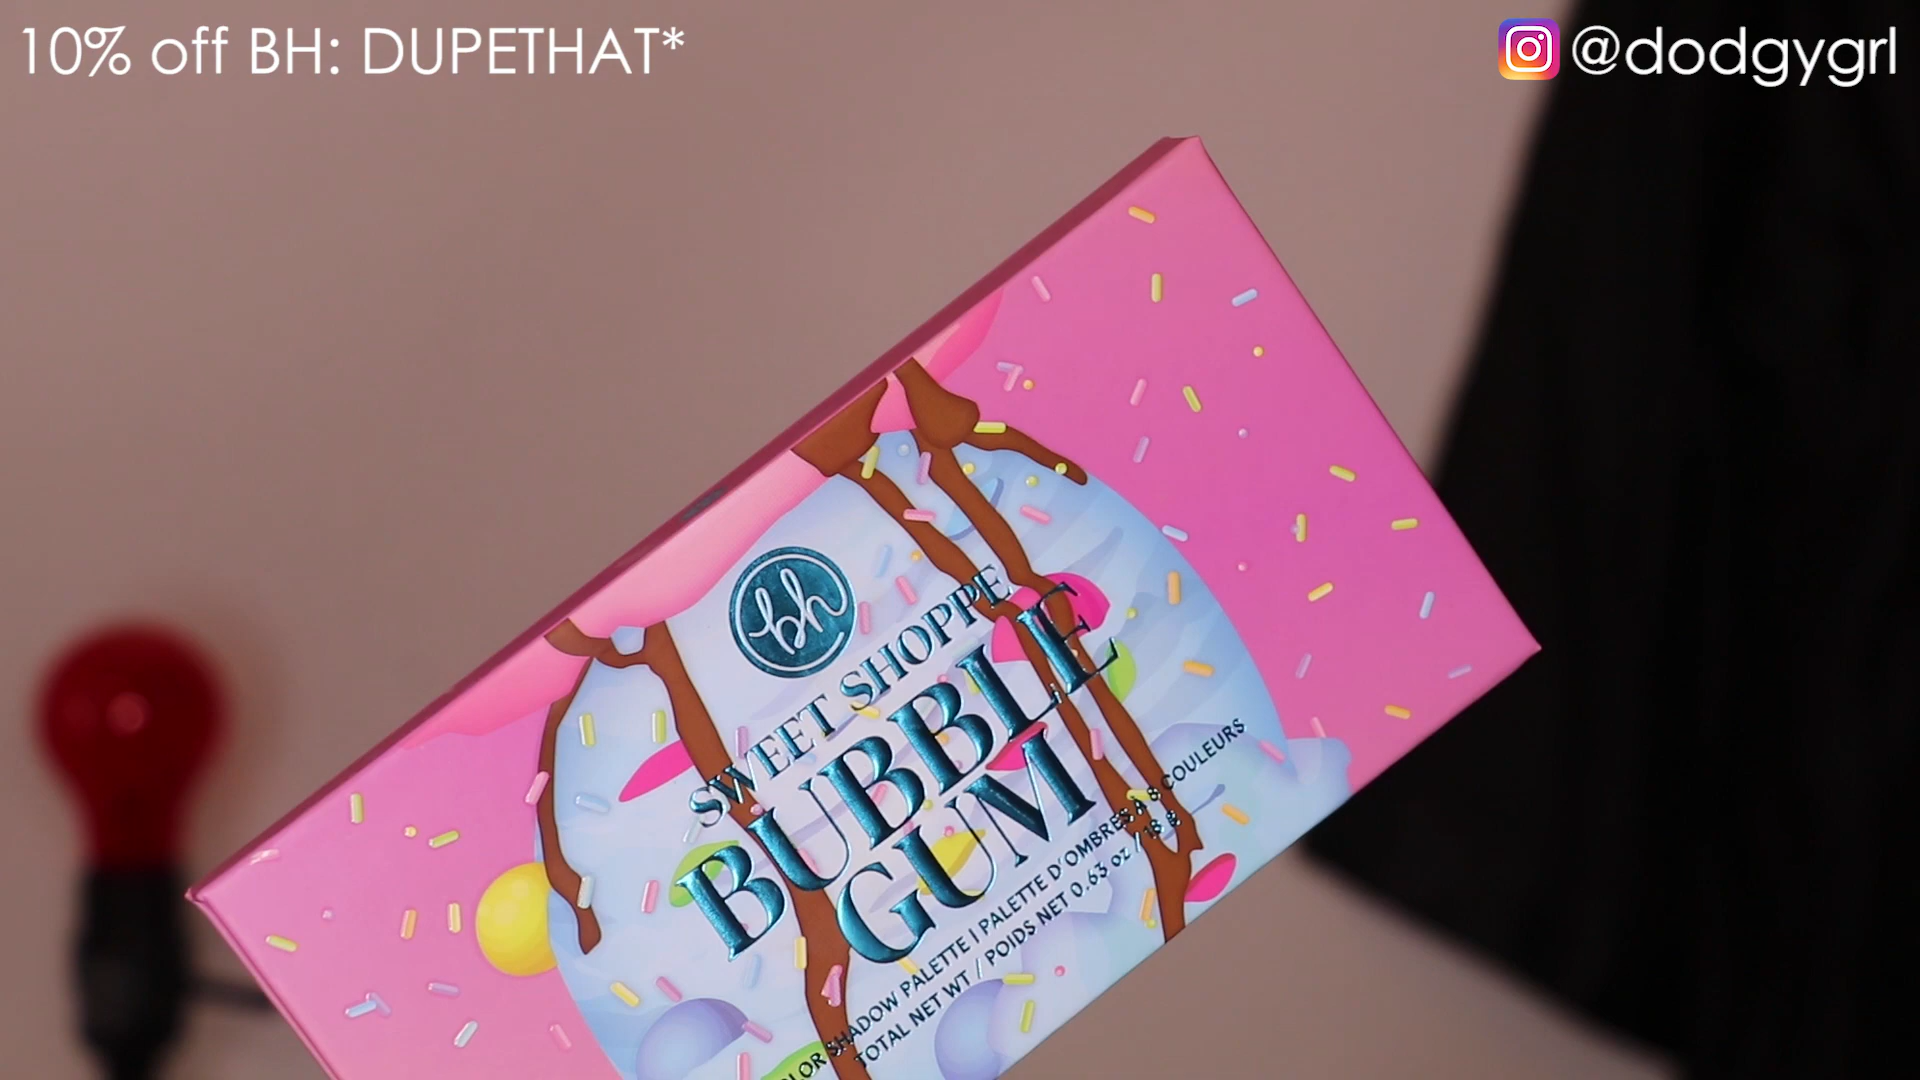 10% off BH: DUPETHAT*
@dodgygrl
bh
SWEET SHOPPE
BUBBLE
GUM
SHADOW PALETTE | PALETTE D'OMBRES À 8 COULEURS
TOTAL NET WT / POIDS NET 0.63 oz / 18 g